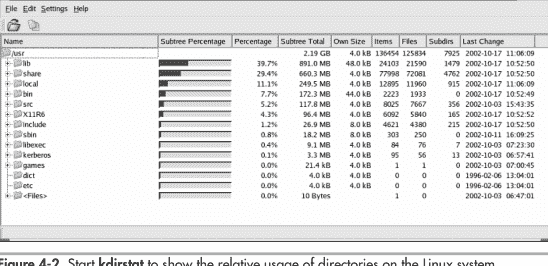 File Edit Settings Help
Name Subtree Percentage Percentage Subtree Total Own Size Items Files Subdirs Last Change
/usr 2.19 GB 4.0 kB 136454 125834 7925 2002-10-17 11:06:09
lib 39.7% 891.0 MB 48.0 kB 24103 21590 1479 2002-10-17 10:52:50
share 29.4% 660.3 MB 4.0 kB 77998 72081 4762 2002-10-17 10:52:50
local 11.1% 249.5 MB 4.0 kB 12895 11960 915 2002-10-17 11:06:09
bin 7.7% 172.3 MB 44.0 kB 2223 1933 0 2002-10-17 10:52:49
src 5.2% 117.8 MB 4.0 kB 8025 7667 356 2002-10-03 15:43:35
X11R6 4.3% 96.4 MB 4.0 kB 6092 5840 165 2002-10-17 10:52:52
include 1.2% 26.9 MB 8.0 kB 4621 4380 215 2002-10-17 10:52:50
sbin 0.8% 18.2 MB 8.0 kB 303 250 0 2002-10-11 16:09:25
libexec 0.4% 9.1 MB 4.0 kB 84 76 7 2002-10-03 07:23:30
kerberos 0.1% 3.3 MB 4.0 kB 95 56 13 2002-10-03 06:57:41
games 0.0% 21.4 kB 4.0 kB 1 1 0 2002-10-03 07:00:45
dict 0.0% 4.0 kB 4.0 kB 0 0 0 1996-02-06 13:04:01
etc 0.0% 4.0 kB 4.0 kB 0 0 0 1996-02-06 13:04:01
<Files> 0.0% 10 Bytes 1 0 2002-10-03 06:47:01
Figure 4-2 Start kdirstat to show the relative usage of directories on the Linux system